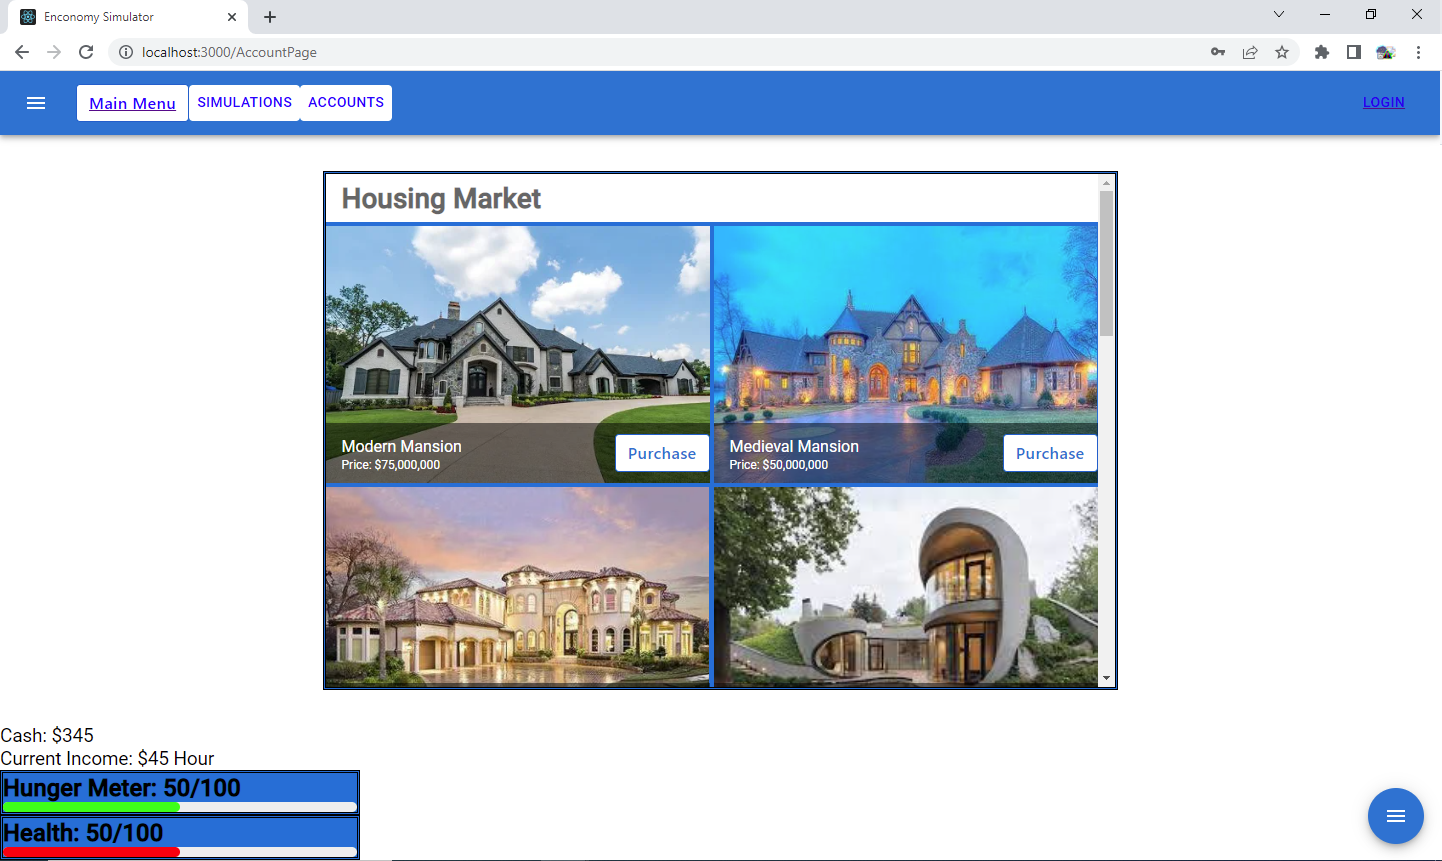 Enconomy Simulator
localhost:3000/AccountPage
Main Menu SIMULATIONS ACCOUNTS LOGIN
Housing Market
Modern Mansion
Price: $75,000,000
Purchase
Medieval Mansion
Price: $50,000,000
Purchase
Cash: $345
Current Income: $45 Hour
Hunger Meter: 50/100
Health: 50/100